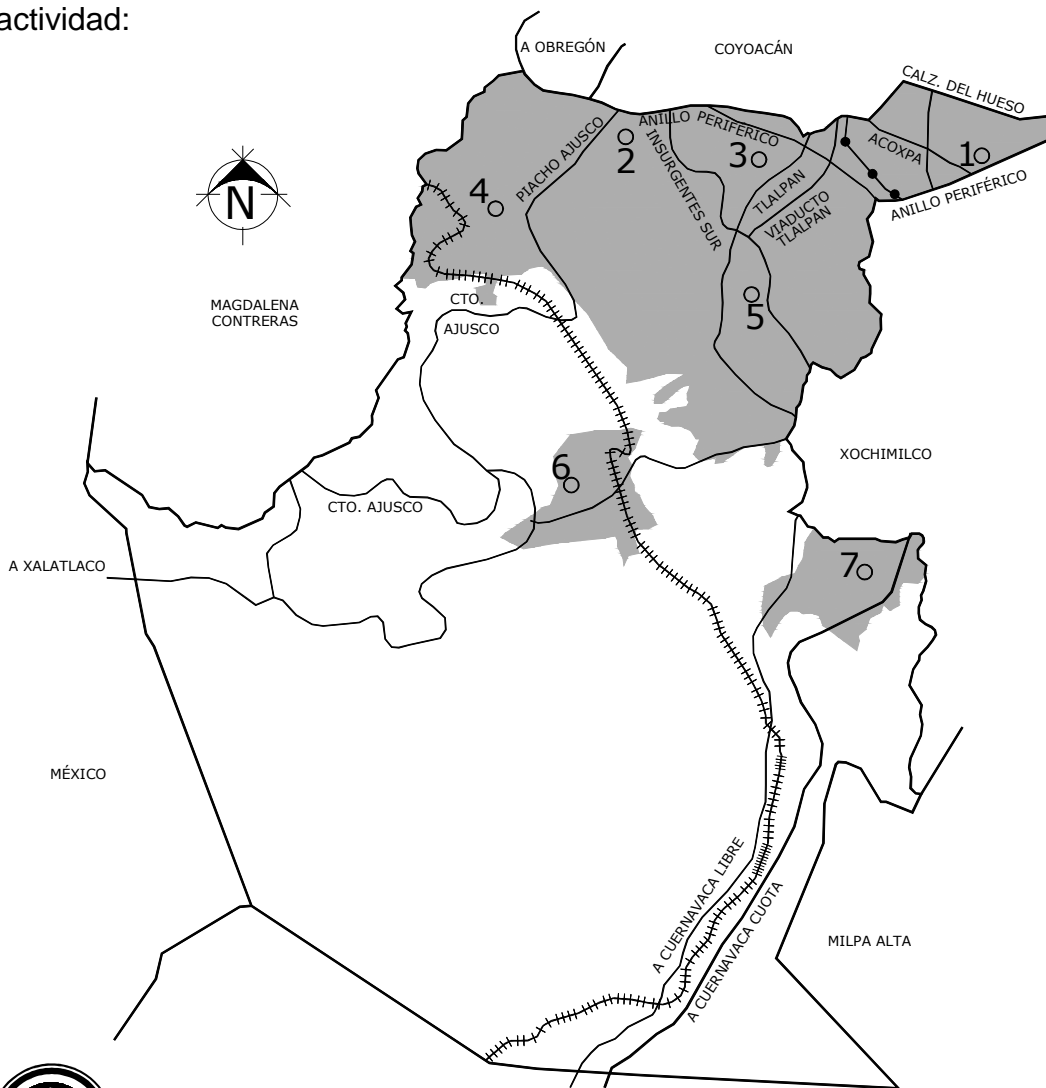 actividad:
A OBREGÓN
COYOACÁN
CALZ. DEL HUESO
ANILLO PERIFERICO
ACOXPA
1
2
3
PIACHO AJUSCO
INSURGENTES SUR
TLALPAN
VIADUCTO
TLALPAN
ANILLO PERIFÉRICO
4
N
MAGDALENA
CONTRERAS
CTO.
AJUSCO
5
XOCHIMILCO
6
CTO. AJUSCO
A XALATLACO
7
MÉXICO
A CUERNAVACA LIBRE
A CUERNAVACA CUOTA
MILPA ALTA